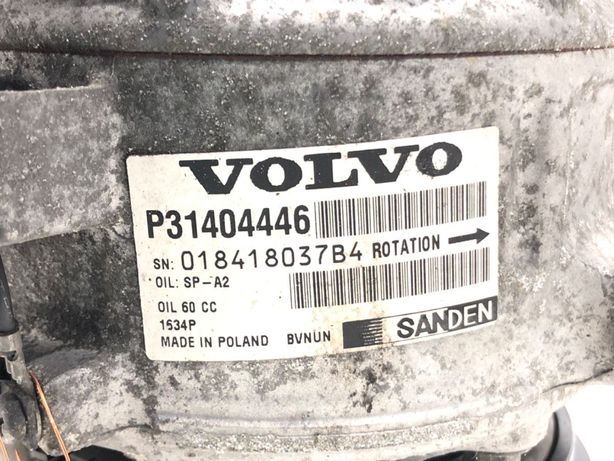 VOLVO
P31404446
SN: 018418037B4 ROTATION
OIL: SP-A2
OIL 60 CC
1634P
MADE IN POLAND BVNUN SANDEN